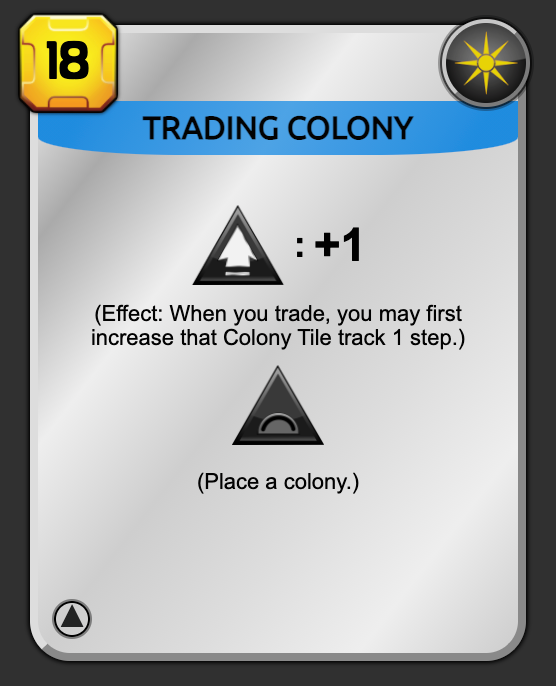 18
TRADING COLONY
: +1
(Effect: When you trade, you may first
increase that Colony Tile track 1 step.)
(Place a colony.)